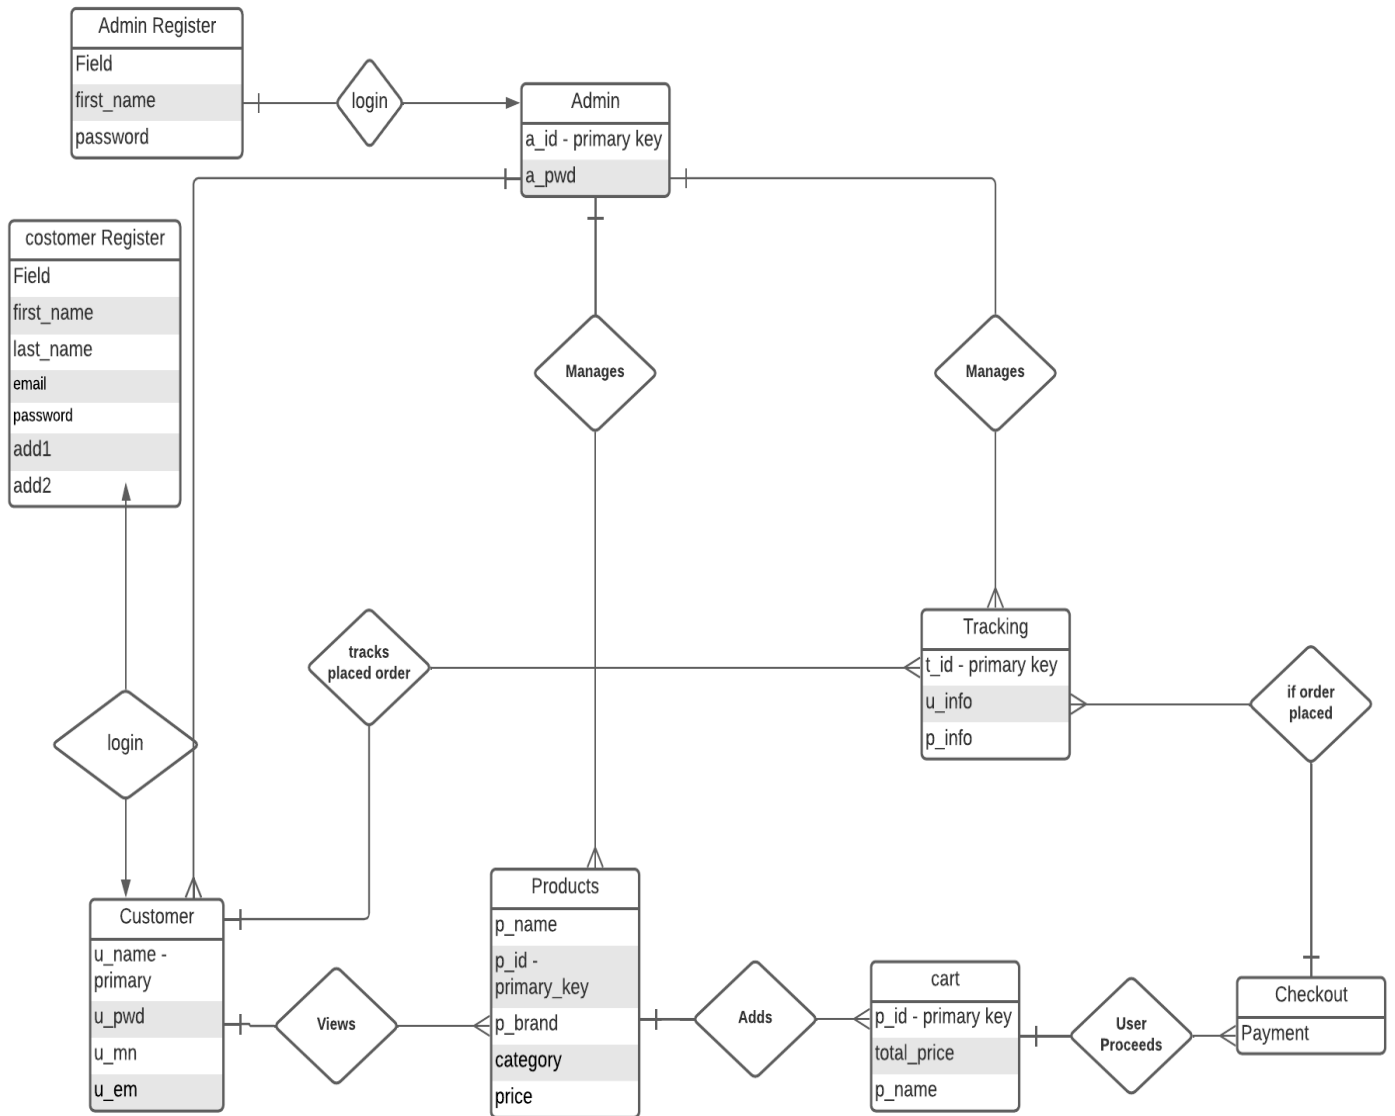 Admin Register
Field
first_name
password
login
Admin
a_id - primary key
a_pwd
costomer Register
Field
first_name
last_name
email
password
add1
add2
Manages
Manages
tracks
placed order
Tracking
t_id - primary key
u_info
p_info
if order
placed
login
Customer
u_name -
primary
u_pwd
u_mn
u_em
Views
Products
p_name
p_id -
primary_key
p_brand
category
price
Adds
cart
p_id - primary key
total_price
p_name
User
Proceeds
Checkout
Payment